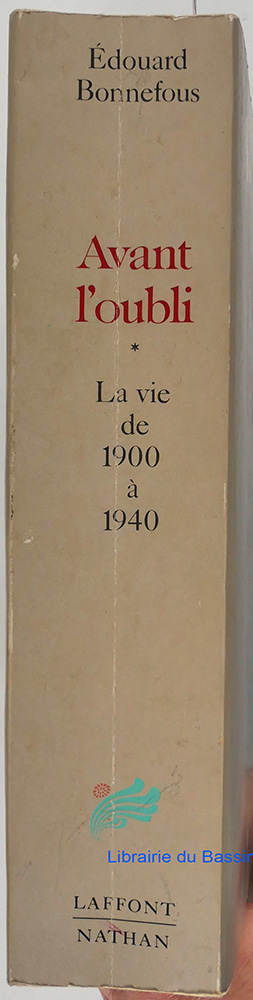 Édouard
Bonnefous
Avant
l'oubli
*
La vie
de
1900
à
1940
Librairie du Bassin
LAFFONT
NATHAN